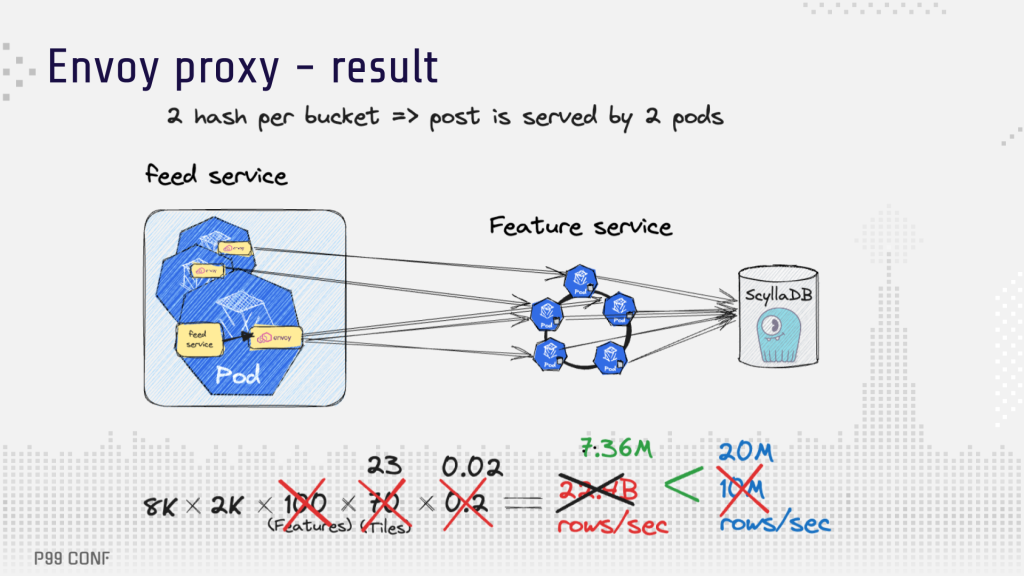 Envoy proxy - result
2 hash per bucket => post is served by 2 pods
feed service
Feature service
envoy
envoy
feed service
envoy
Pod
Pod
Pod
Pod
Pod
Pod
ScyllaDB
23 0.02 7.36M 20M
8K × 2K × 100 × 70 × 0.2 = 22.4B < 10M
(Features) (Tiles) rows/sec rows/sec
P99 CONF